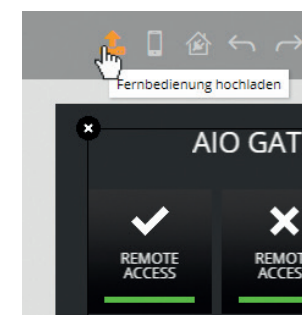 Fernbedienung hochladen
AIO GAT
REMOTE
ACCESS
REMOT
ACCES